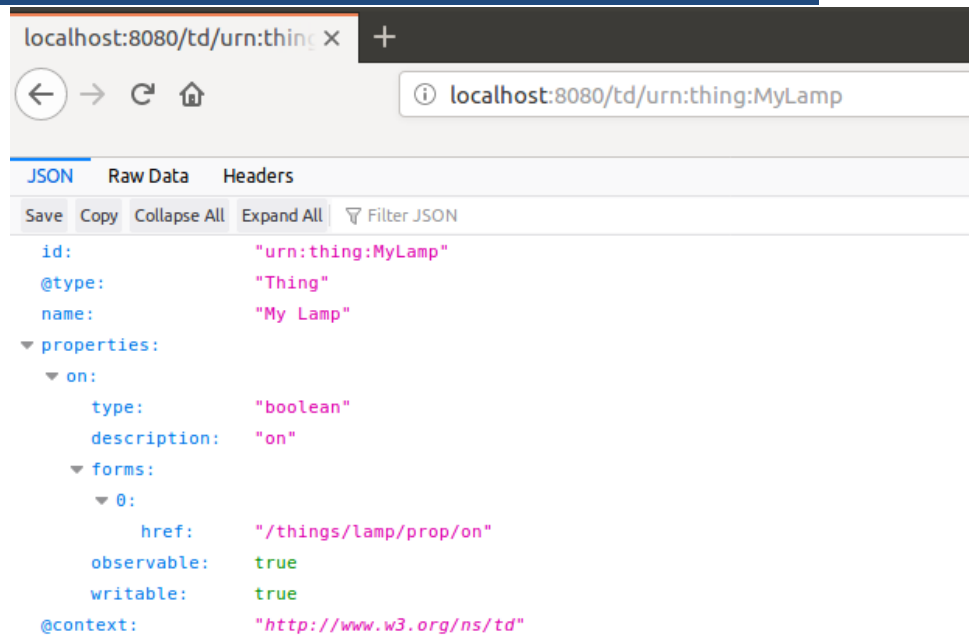 localhost:8080/td/urn:thing
localhost:8080/td/urn:thing:MyLamp
JSON Raw Data Headers
Save Copy Collapse All Expand All Filter JSON
id: "urn:thing:MyLamp"
@type: "Thing"
name: "My Lamp"
properties:
on:
type: "boolean"
description: "on"
forms:
0:
href: "/things/lamp/prop/on"
observable: true
writable: true
@context: "http://www.w3.org/ns/td"